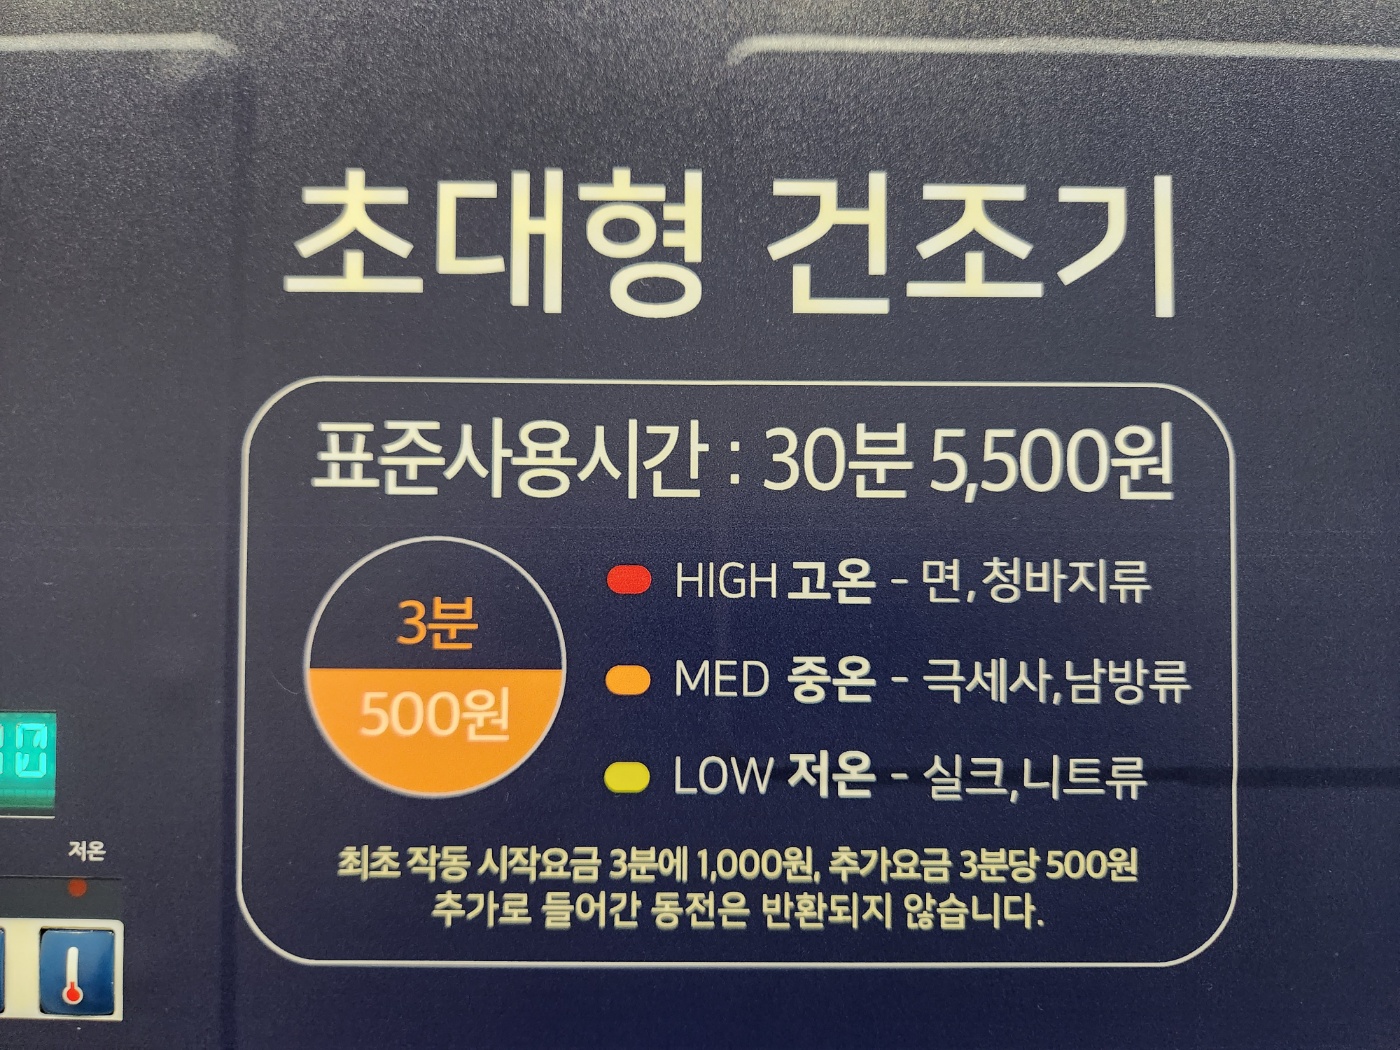 초대형 건조기
표준사용시간 : 30분 5,500원
3분
500원
HIGH 고온 - 면,청바지류
MED 중온 - 극세사,남방류
LOW 저온 - 실크,니트류
최초 작동 시작요금 3분에 1,000원, 추가요금 3분당 500원
추가로 들어간 동전은 반환되지 않습니다.
저온